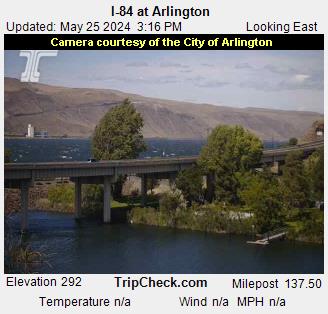 I-84 at Arlington
Updated: May 25 2024 3:16 PM Looking East
Camera courtesy of the City of Arlington
Elevation 292 TripCheck.com Milepost 137.50
Temperature n/a Wind n/a MPH n/a